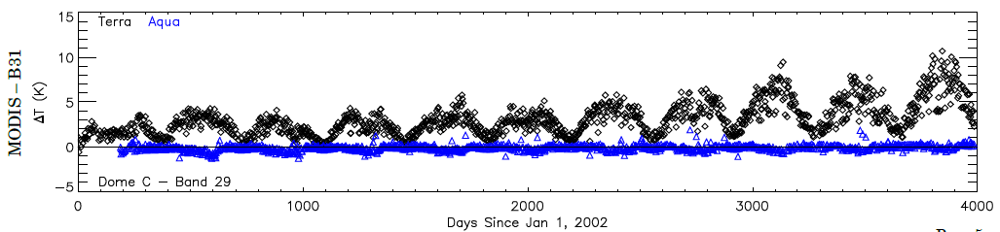 MODIS − B31
ΔT (K)
15
10
5
0
−5
Terra Aqua
Dome C − Band 29
0 1000 2000 3000 4000
Days Since Jan 1, 2002